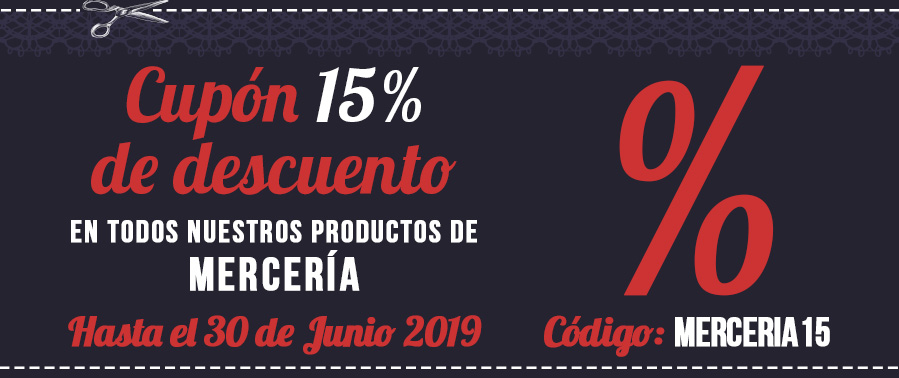 Cupón 15%
de descuento
EN TODOS NUESTROS PRODUCTOS DE
MERCERÍA
Hasta el 30 de Junio 2019
%
Código: MERCERIA15